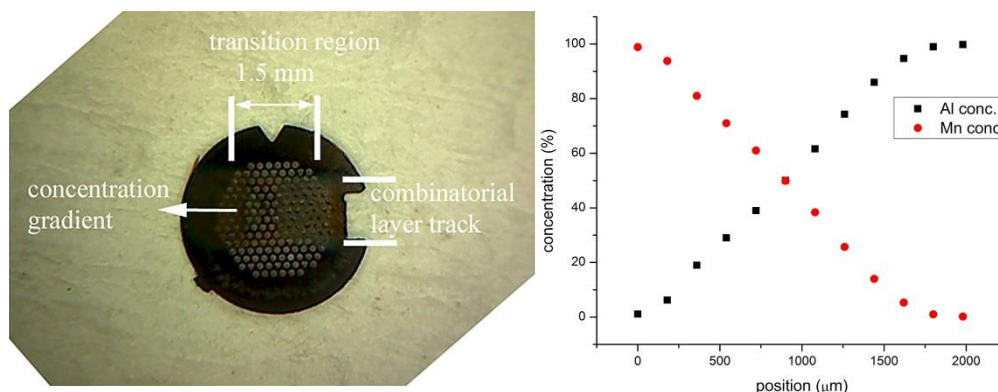 transition region
1.5 mm
concentration
gradient
combinatorial
layer track
concentration (%)
100
80
60
40
20
0
Al conc.
Mn conc
0
500
1000
1500
2000
position (μm)